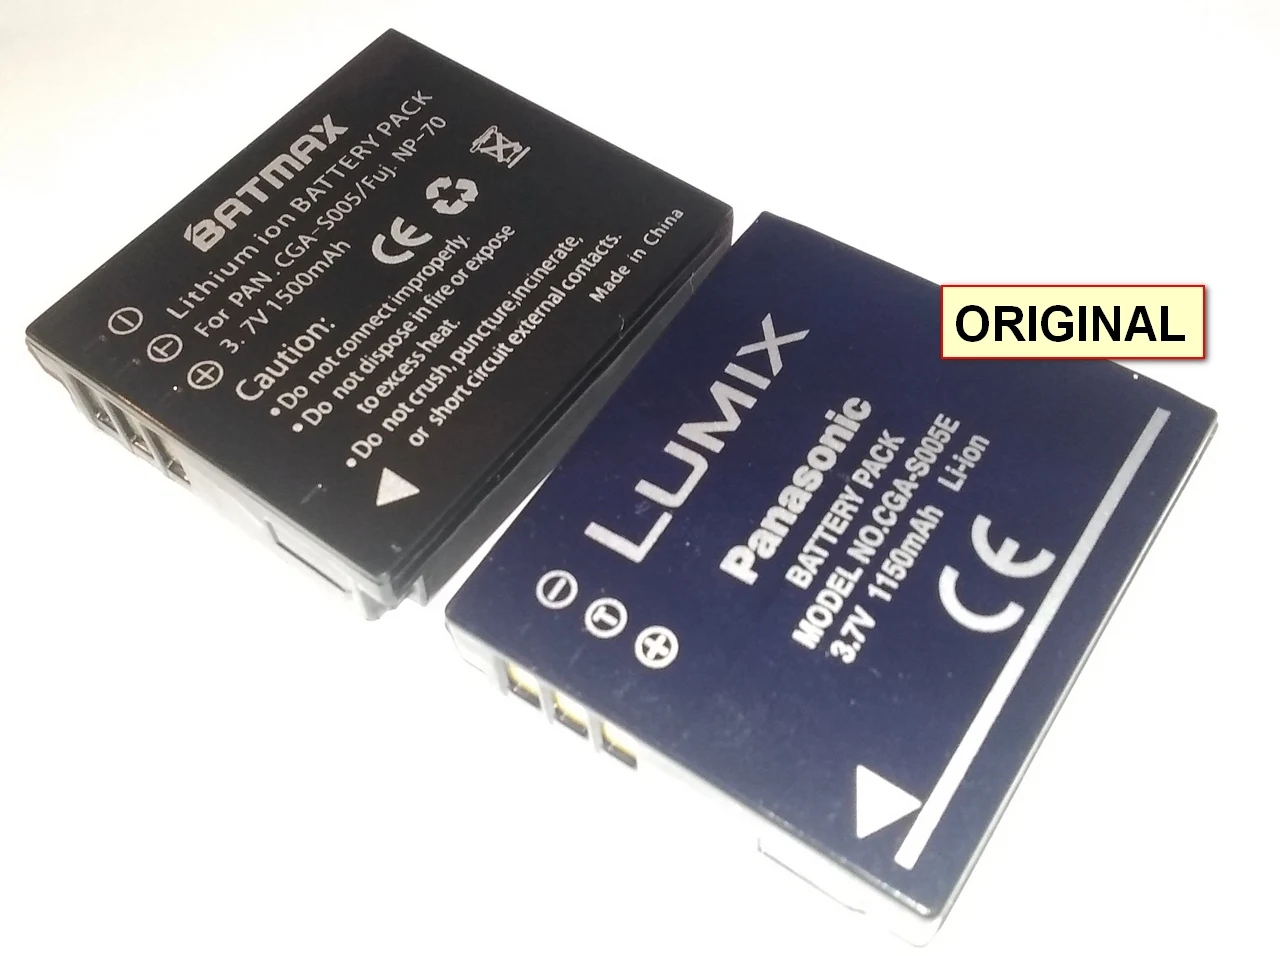 BATMAX
Lithium ion BATTERY PACK
For PAN. CGA-S005/Fuj. NP-70
3.7V 1500mAh
CE
Caution:
•Do not connect improperly.
•Do not dispose in fire or expose
to excess heat.
•Do not crush, puncture,incinerate,
or short circuit external contacts.
Made in China
- T +
ORIGINAL
LUMIX
Panasonic
BATTERY PACK
MODEL NO.CGA-S005E
3.7V 1150mAh Li-ion
CE
- T +